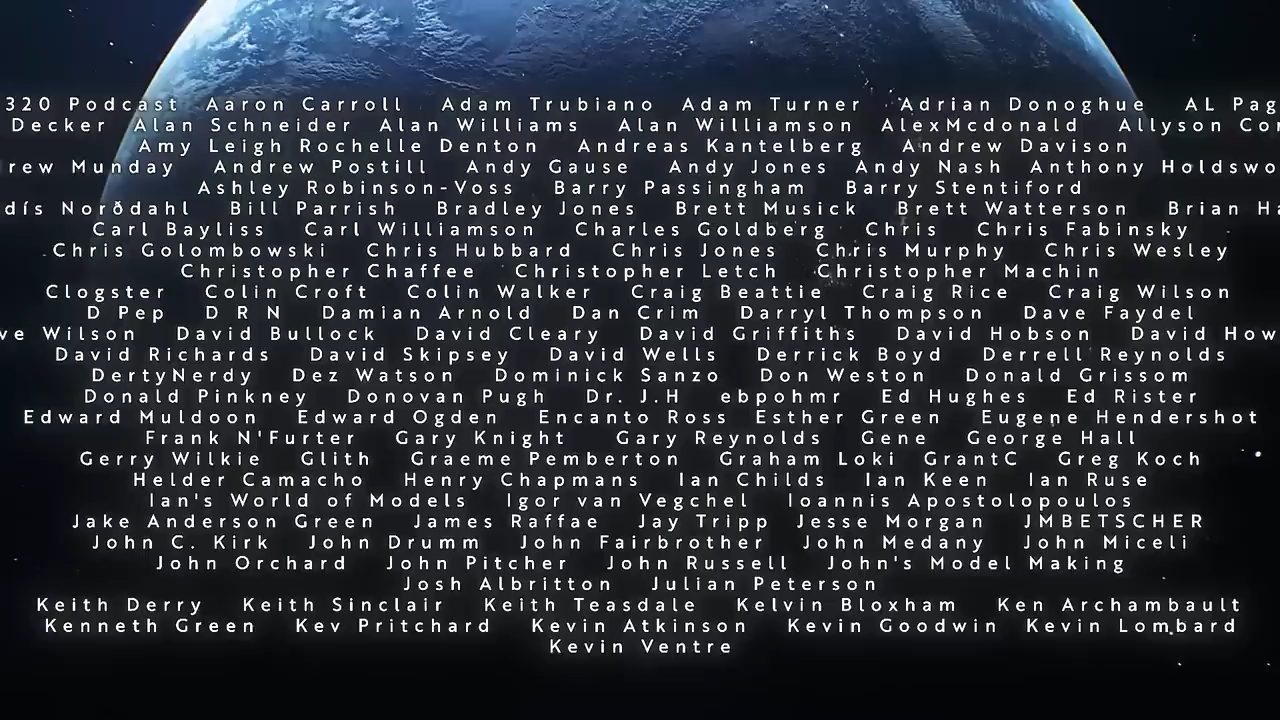 320 Podcast Aaron Carroll Adam Trubiano Adam Turner Adrian Donoghue AL Pag
Decker Alan Schneider Alan Williams Alan Williamson AlexMcdonald Allyson Co
Amy Leigh Rochelle Denton Andreas Kantelberg Andrew Davison
rew Munday Andrew Postill Andy Gause Andy Jones Andy Nash Anthony Holdswo
Ashley Robinson-Voss Barry Passingham Barry Stentiford
dís Norðdahl Bill Parrish Bradley Jones Brett Musick Brett Watterson Brian Ha
Carl Bayliss Carl Williamson Charles Goldberg Chris Chris Fabinsky
Chris Golombowski Chris Hubbard Chris Jones Chris Murphy Chris Wesley
Christopher Chaffee Christopher Letch Christopher Machin
Clogster Colin Croft Colin Walker Craig Beattie Craig Rice Craig Wilson
D Pep D R N Damian Arnold Dan Crim Darryl Thompson Dave Faydel
ve Wilson David Bullock David Cleary David Griffiths David Hobson David How
David Richards David Skipsey David Wells Derrick Boyd Derrell Reynolds
DertyNerdy Dez Watson Dominick Sanzo Don Weston Donald Grissom
Donald Pinkney Donovan Pugh Dr. J.H ebpohmr Ed Hughes Ed Rister
Edward Muldoon Edward Ogden Encanto Ross Esther Green Eugene Hendershot
Frank N'Furter Gary Knight Gary Reynolds Gene George Hall
Gerry Wilkie Glith Graeme Pemberton Graham Loki GrantC Greg Koch
Helder Camacho Henry Chapmans Ian Childs Ian Keen Ian Ruse
Ian's World of Models Igor van Vegchel Ioannis Apostolopoulos
Jake Anderson Green James Raffae Jay Tripp Jesse Morgan JMBETSCHER
John C. Kirk John Drumm John Fairbrother John Medany John Miceli
John Orchard John Pitcher John Russell John's Model Making
Josh Albritton Julian Peterson
Keith Derry Keith Sinclair Keith Teasdale Kelvin Bloxham Ken Archambault
Kenneth Green Kev Pritchard Kevin Atkinson Kevin Goodwin Kevin Lombard
Kevin Ventre